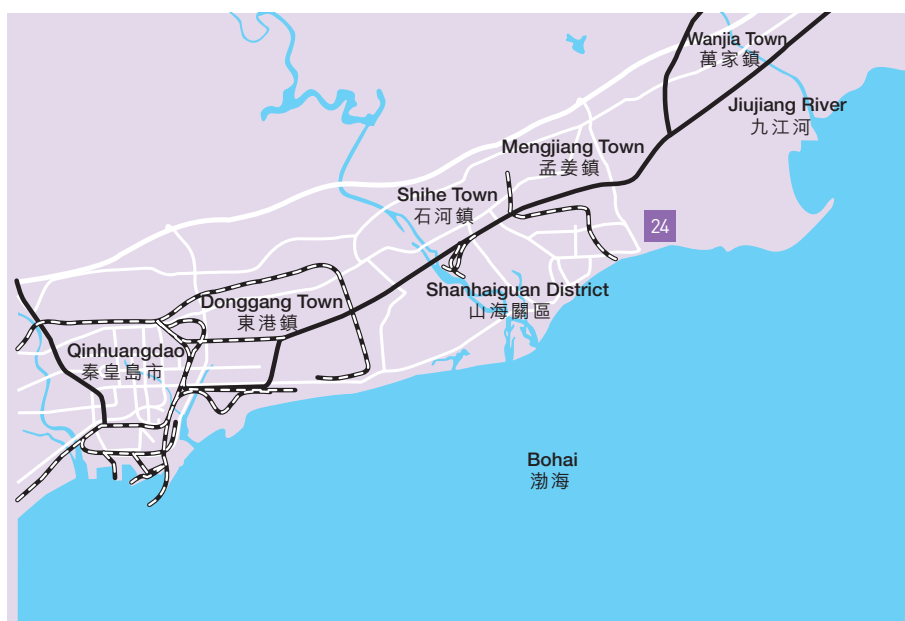 Wanjia Town
萬家鎮
Jiujiang River
九江河
Mengjiang Town
孟姜鎮
Shihe Town
石河鎮
24
Shanhaiguan District
山海關區
Donggang Town
東港鎮
Qinhuangdao
秦皇島市
Bohai
渤海